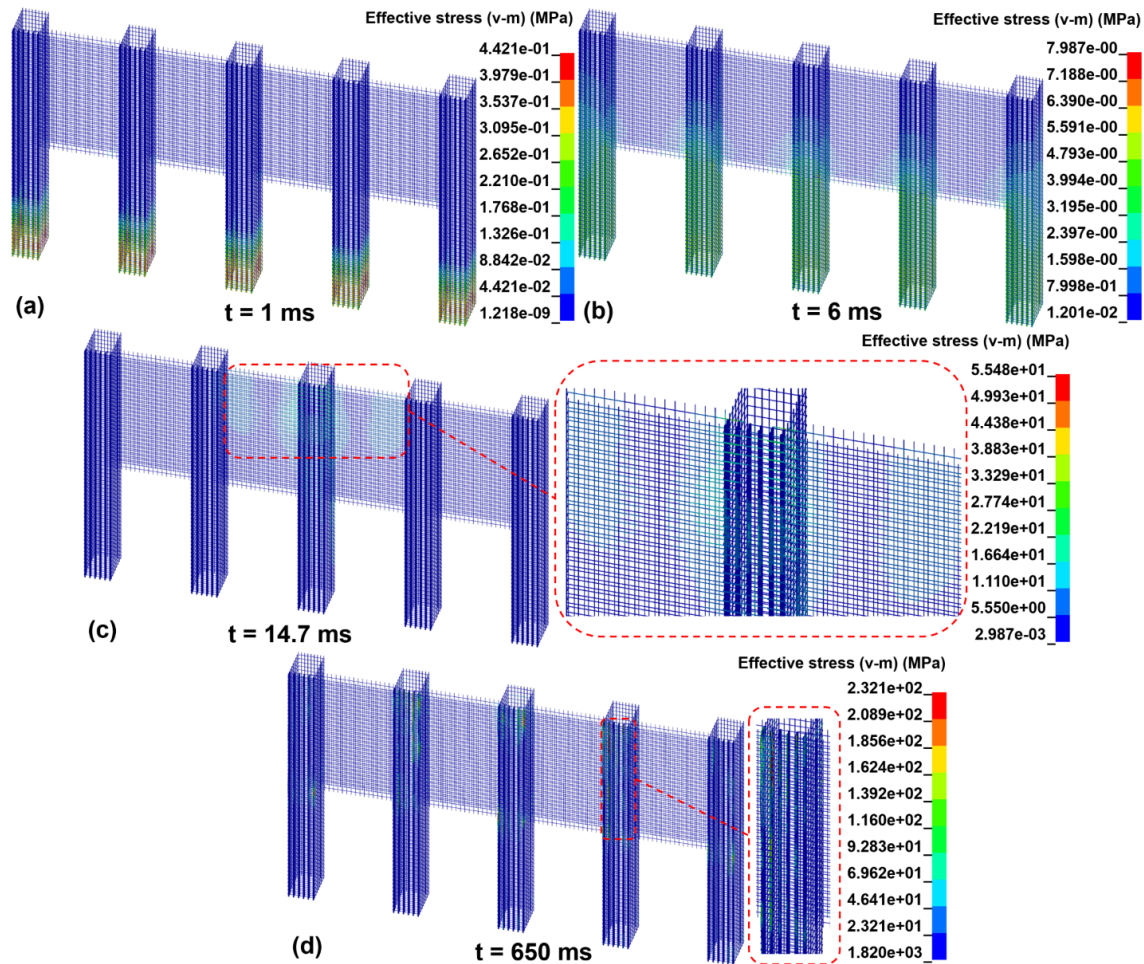 Effective stress (v-m) (MPa)
4.421e-01
3.979e-01
3.537e-01
3.095e-01
2.652e-01
2.210e-01
1.768e-01
1.326e-01
8.842e-02
4.421e-02
1.218e-09
(a)
t = 1 ms
Effective stress (v-m) (MPa)
7.987e-00
7.188e-00
6.390e-00
5.591e-00
4.793e-00
3.994e-00
3.195e-00
2.397e-00
1.598e-00
7.998e-01
1.201e-02
(b)
t = 6 ms
Effective stress (v-m) (MPa)
5.548e+01
4.993e+01
4.438e+01
3.883e+01
3.329e+01
2.774e+01
2.219e+01
1.664e+01
1.110e+01
5.550e+00
2.987e-03
(c)
t = 14.7 ms
Effective stress (v-m) (MPa)
2.321e+02
2.089e+02
1.856e+02
1.624e+02
1.392e+02
1.160e+02
9.283e+01
6.962e+01
4.641e+01
2.321e+01
1.820e+03
(d)
t = 650 ms